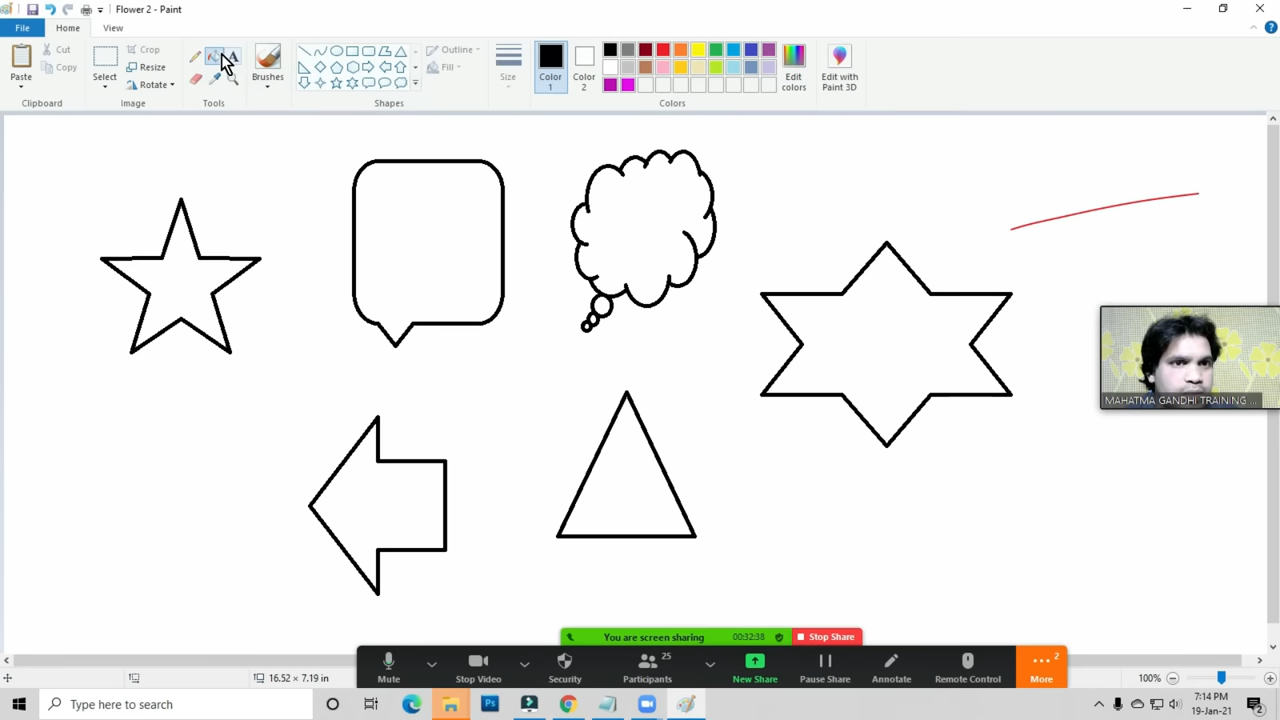 Flower 2 - Paint
File Home View
Paste
Cut
Copy
Clipboard
Select
Crop
Resize
Rotate
Image
A
Tools
Brushes
Shapes
Outline
Fill
Size
Color 1
Color 2
Colors
Edit colors
Edit with Paint 3D
MAHATMA GANDHI TRAINING ...
You are screen sharing 00:32:38 Stop Share
Mute
Stop Video
Security
25
Participants
New Share
Pause Share
Annotate
Remote Control
2
More
16.52 × 7.19 in
100%
Type here to search
Ps
7:14 PM
19-Jan-21
2